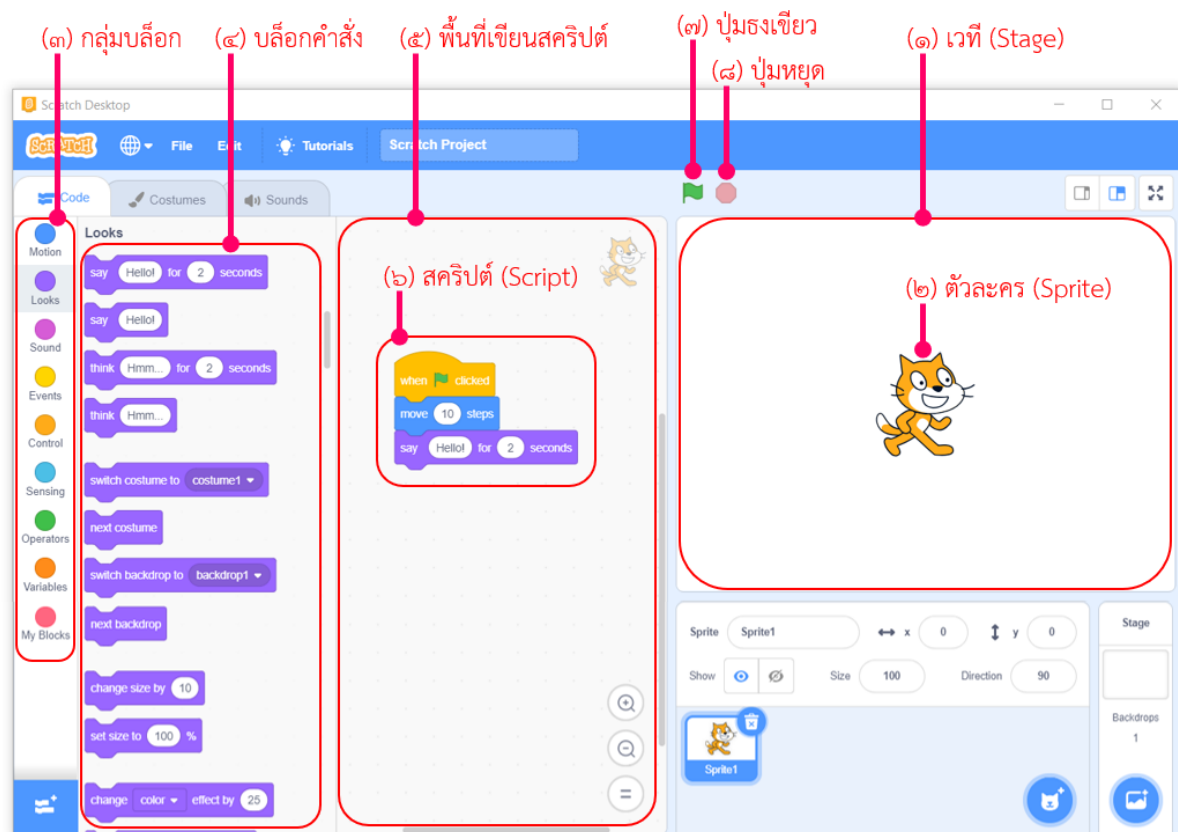 (๓) กลุ่มบล็อก (๔) บล็อกคำสั่ง (๕) พื้นที่เขียนสคริปต์ (๗) ปุ่มธงเขียว (๑) เวที (Stage)
(๘) ปุ่มหยุด
Scratch Desktop
SCRATCH File Edit Tutorials Scratch Project
Code Costumes Sounds
Motion
Looks
Sound
Events
Control
Sensing
Operators
Variables
My Blocks
Looks
say Hello! for 2 seconds
say Hello!
think Hmm... for 2 seconds
think Hmm...
switch costume to costume1
next costume
switch backdrop to backdrop1
next backdrop
change size by 10
set size to 100 %
change color effect by 25
(๖) สคริปต์ (Script)
when clicked
move 10 steps
say Hello! for 2 seconds
(๒) ตัวละคร (Sprite)
Sprite Sprite1 x 0 y 0
Show Size 100 Direction 90
Sprite1
Stage
Backdrops
1